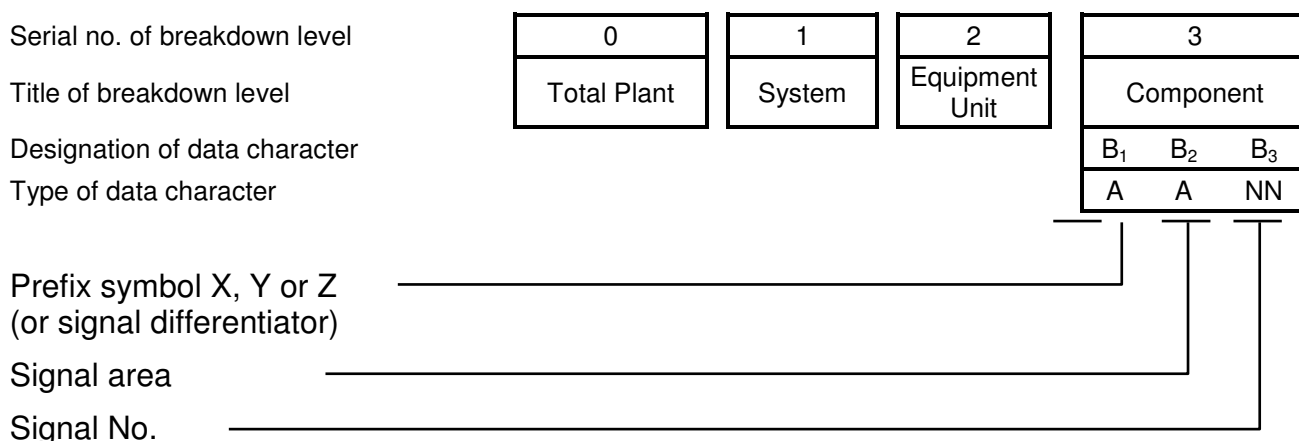 Serial no. of breakdown level 0 1 2 3
Title of breakdown level Total Plant System Equipment Unit Component
Designation of data character B₁ B₂ B₃
Type of data character A A NN
Prefix symbol X, Y or Z
(or signal differentiator)
Signal area
Signal No.